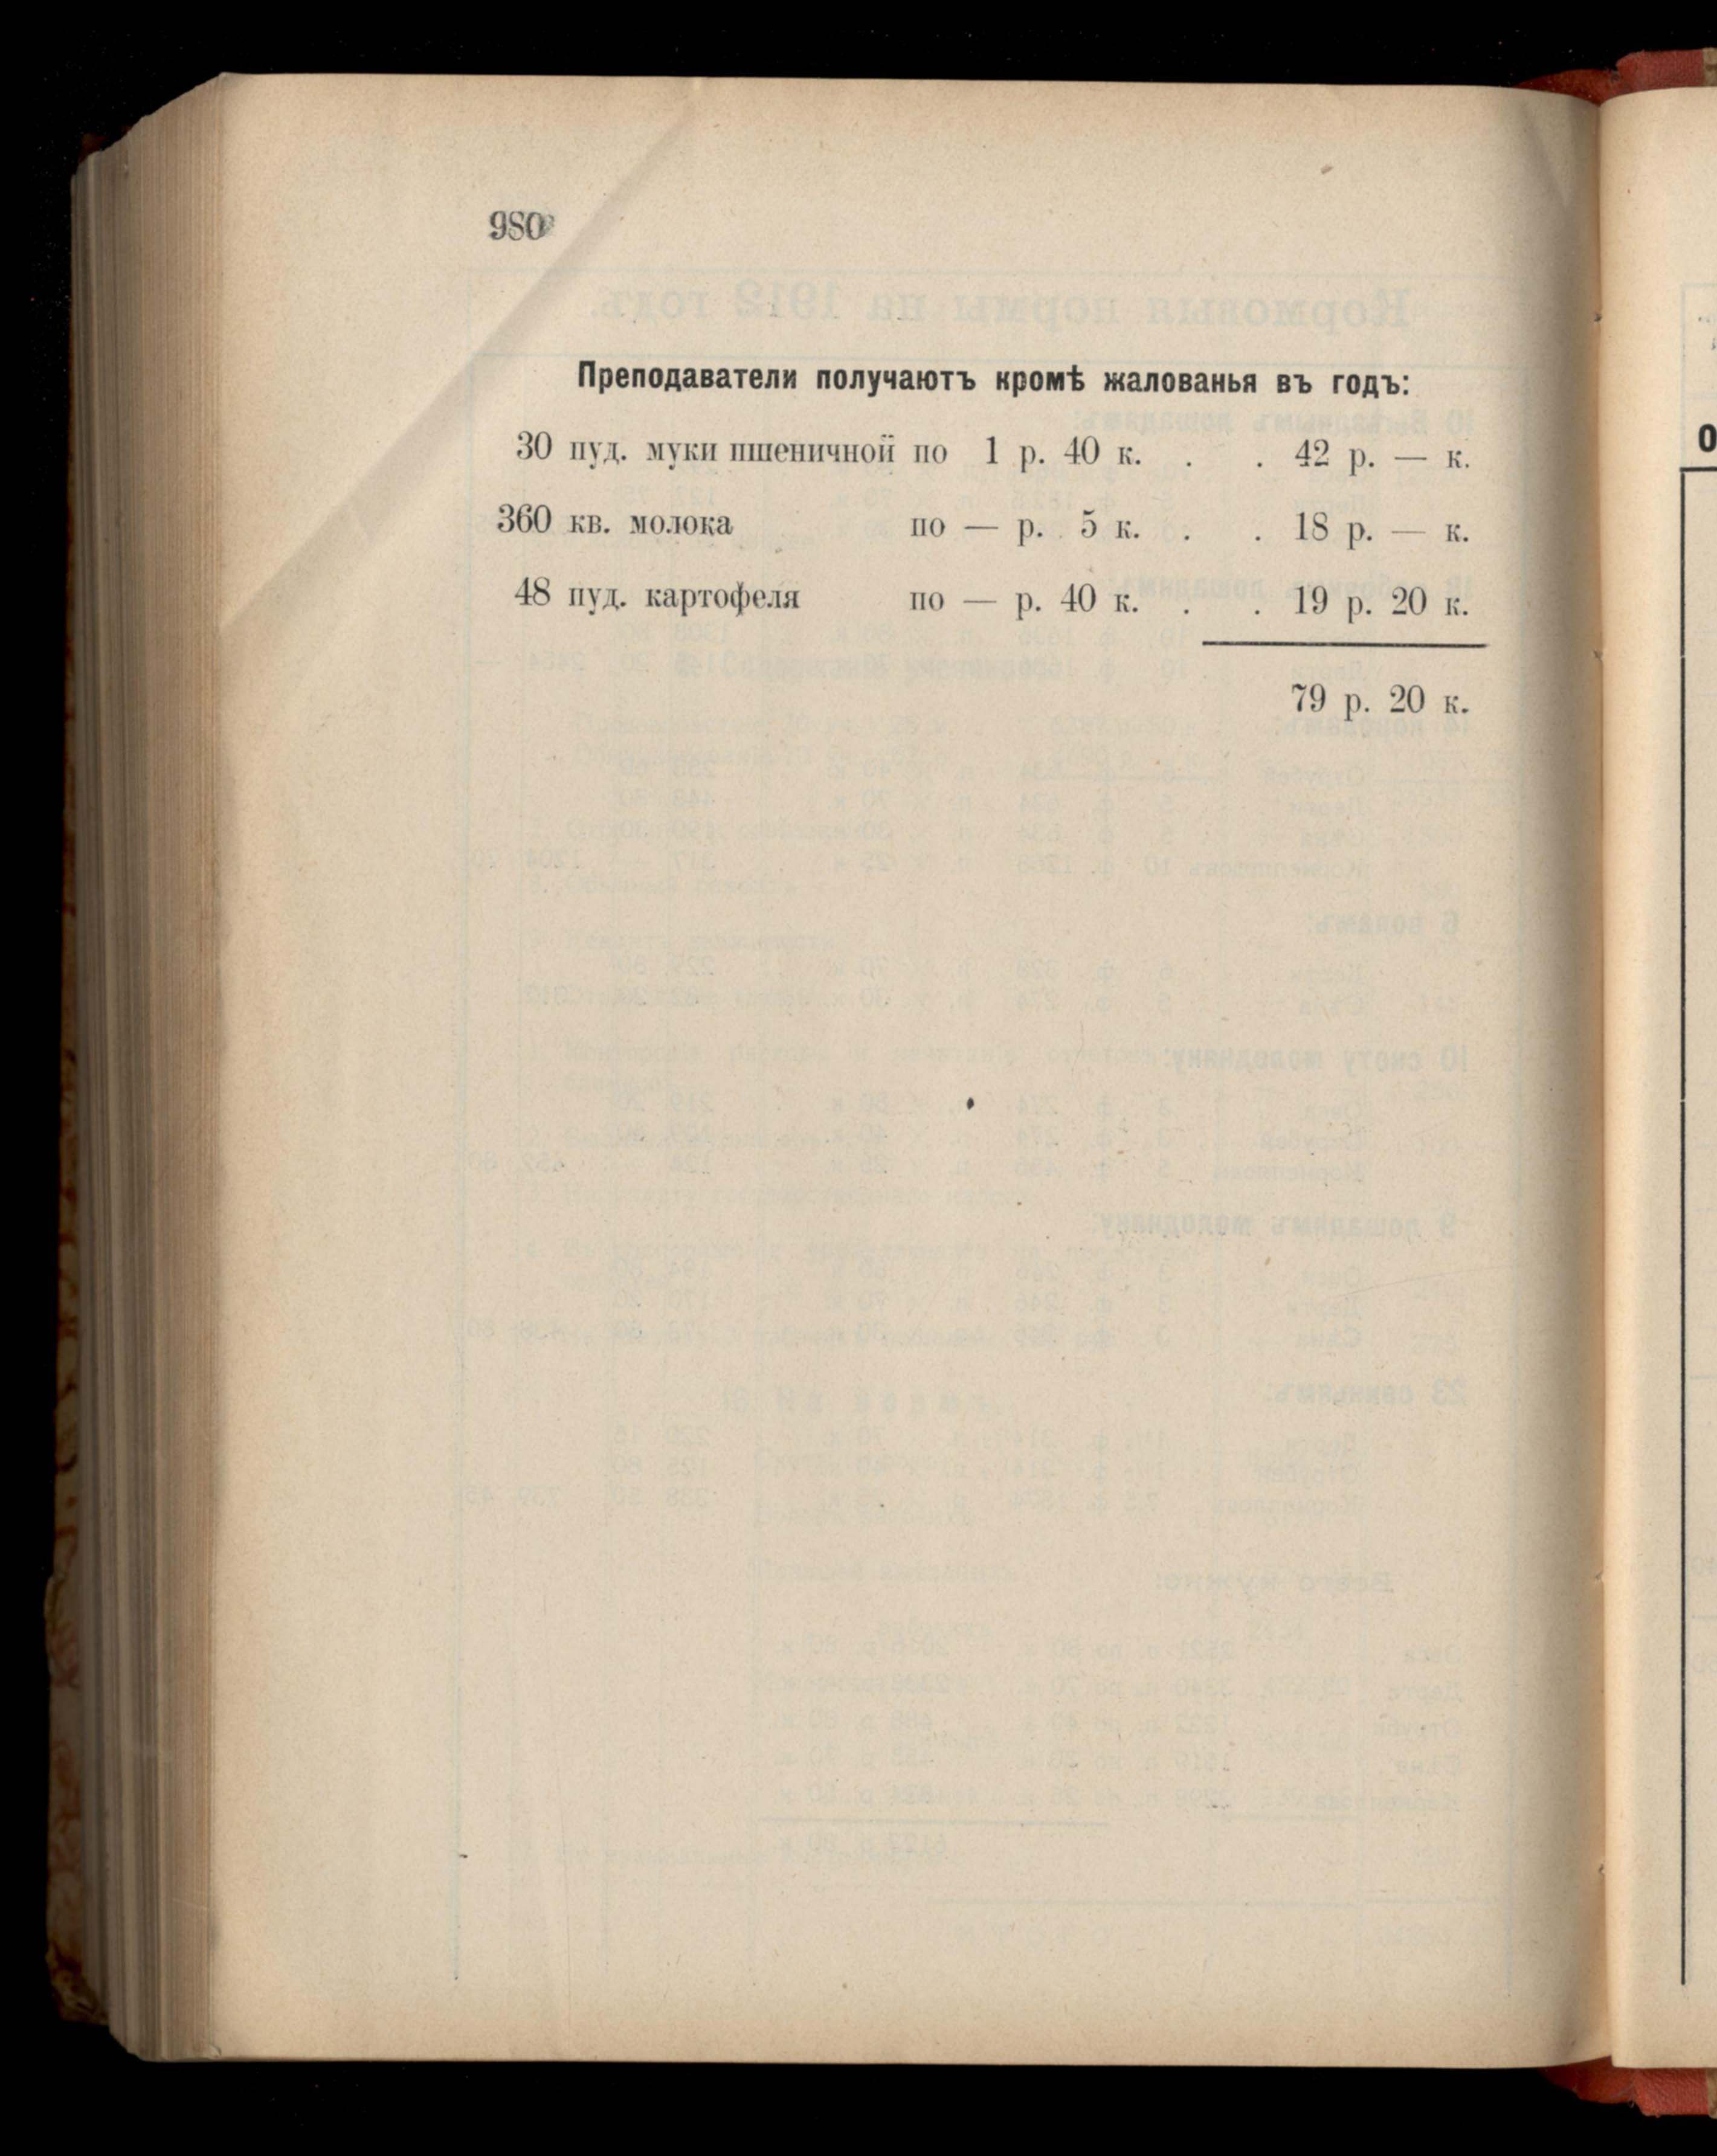 980
Преподаватели получаютъ кромѣ жалованья въ годъ:
30 пуд. муки пшеничной по 1 р. 40 к. . . 42 р. — к.
360 кв. молока по — р. 5 к. . . 18 р. — к.
48 пуд. картофеля по — р. 40 к. . . 19 р. 20 к.
79 р. 20 к.